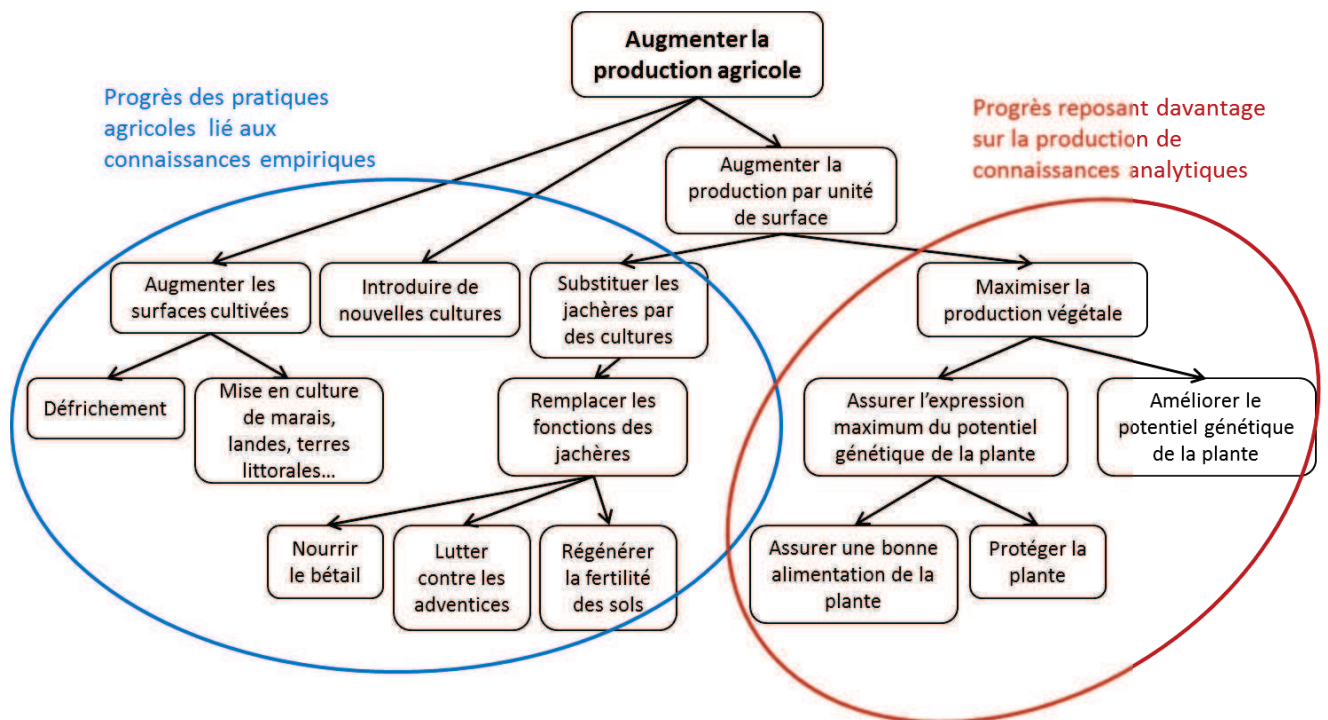 Augmenter la
production agricole
Progrès des pratiques
agricoles lié aux
connaissances empiriques
Progrès reposant davantage
sur la production de
connaissances analytiques
Augmenter la
production par unité
de surface
Augmenter les
surfaces cultivées
Introduire de
nouvelles cultures
Substituer les
jachères par
des cultures
Maximiser la
production végétale
Défrichement
Mise en culture
de marais,
landes, terres
littorales...
Remplacer les
fonctions des
jachères
Assurer l'expression
maximum du potentiel
génétique de la plante
Améliorer le
potentiel génétique
de la plante
Nourrir
le bétail
Lutter
contre les
adventices
Régénérer
la fertilité
des sols
Assurer une bonne
alimentation de la
plante
Protéger la
plante